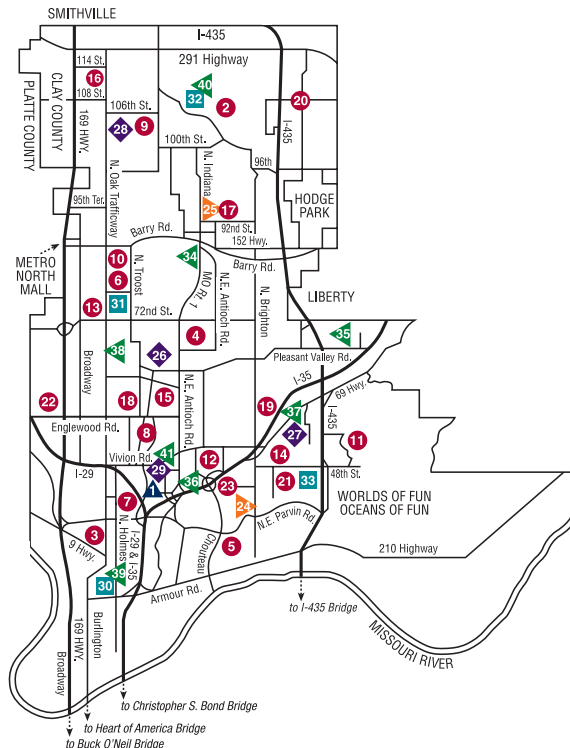 SMITHVILLE
I-435
291 Highway
114 St.
16
108 St.
40
32
2
20
PLATTE COUNTY
CLAY COUNTY
169 HWY.
106th St.
28
9
100th St.
I-435
96th
N. Oak Trafficway
N. Indiana
95th Ter.
25
17
HODGE
PARK
92nd St.
152 Hwy.
Barry Rd.
Barry Rd.
METRO
NORTH
MALL
10
6
N. Troost
34
MO Rt. 1
N.E. Antioch Rd.
N. Brighton
LIBERTY
13
31
72nd St.
4
35
Broadway
38
26
Pleasant Valley Rd.
I-35
69 Hwy.
22
18
15
N.E. Antioch Rd.
19
37
I-435
Englewood Rd.
8
27
11
Vivion Rd.
41
12
14
I-29
29
36
48th St.
1
23
21
33
7
24
WORLDS OF FUN
OCEANS OF FUN
3
N. Holmes
I-29 & I-35
N.E. Parvin Rd.
9 Hwy.
Chouteau
5
210 Highway
39
30
Armour Rd.
to I-435 Bridge
MISSOURI RIVER
Broadway
169 HWY.
Burlington
to Christopher S. Bond Bridge
to Heart of America Bridge
to Buck O'Neil Bridge